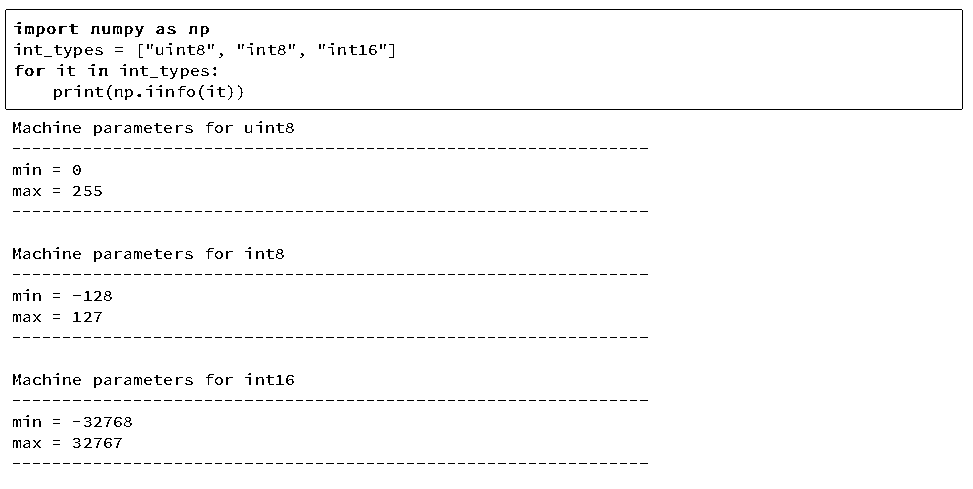 import numpy as np
int_types = ["uint8", "int8", "int16"]
for it in int_types:
    print(np.iinfo(it))
Machine parameters for uint8
---------------------------------------------------------------
min = 0
max = 255
---------------------------------------------------------------
Machine parameters for int8
---------------------------------------------------------------
min = -128
max = 127
---------------------------------------------------------------
Machine parameters for int16
---------------------------------------------------------------
min = -32768
max = 32767
---------------------------------------------------------------